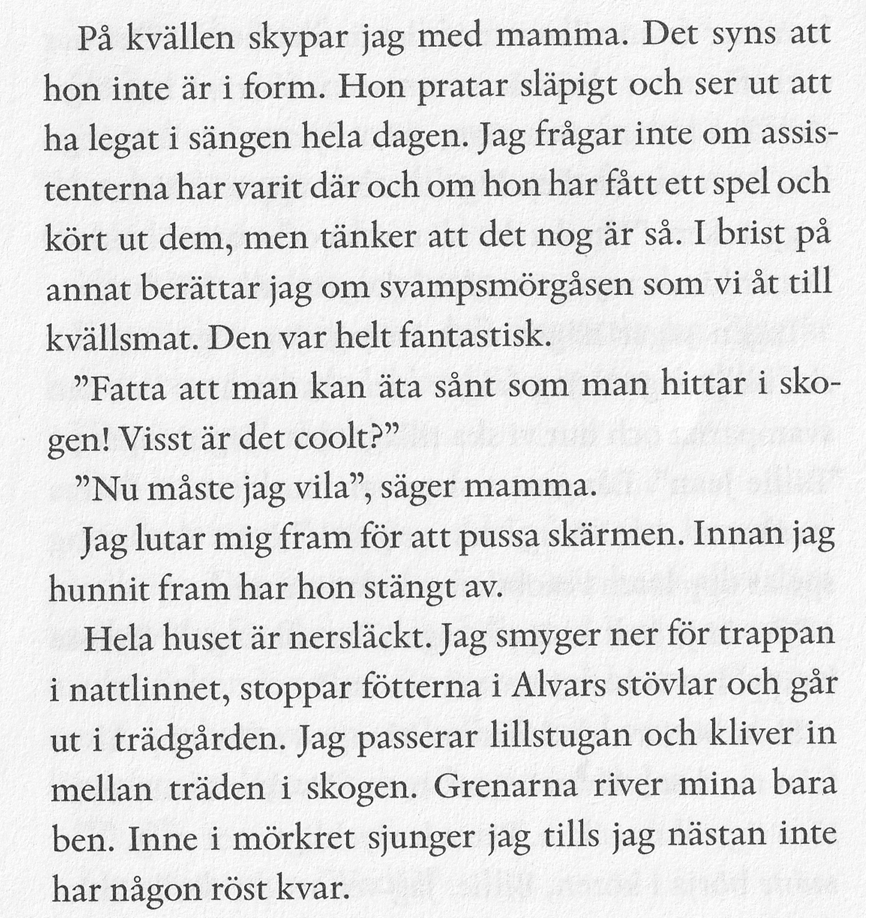 På kvällen skypar jag med mamma. Det syns att
hon inte är i form. Hon pratar släpigt och ser ut att
ha legat i sängen hela dagen. Jag frågar inte om assis-
tenterna har varit där och om hon har fått ett spel och
kört ut dem, men tänker att det nog är så. I brist på
annat berättar jag om svampsmörgåsen som vi åt till
kvällsmat. Den var helt fantastisk.
”Fatta att man kan äta sånt som man hittar i sko-
gen! Visst är det coolt?”
”Nu måste jag vila”, säger mamma.
Jag lutar mig fram för att pussa skärmen. Innan jag
hunnit fram har hon stängt av.
Hela huset är nersläckt. Jag smyger ner för trappan
i nattlinnet, stoppar fötterna i Alvars stövlar och går
ut i trädgården. Jag passerar lillstugan och kliver in
mellan träden i skogen. Grenarna river mina bara
ben. Inne i mörkret sjunger jag tills jag nästan inte
har någon röst kvar.